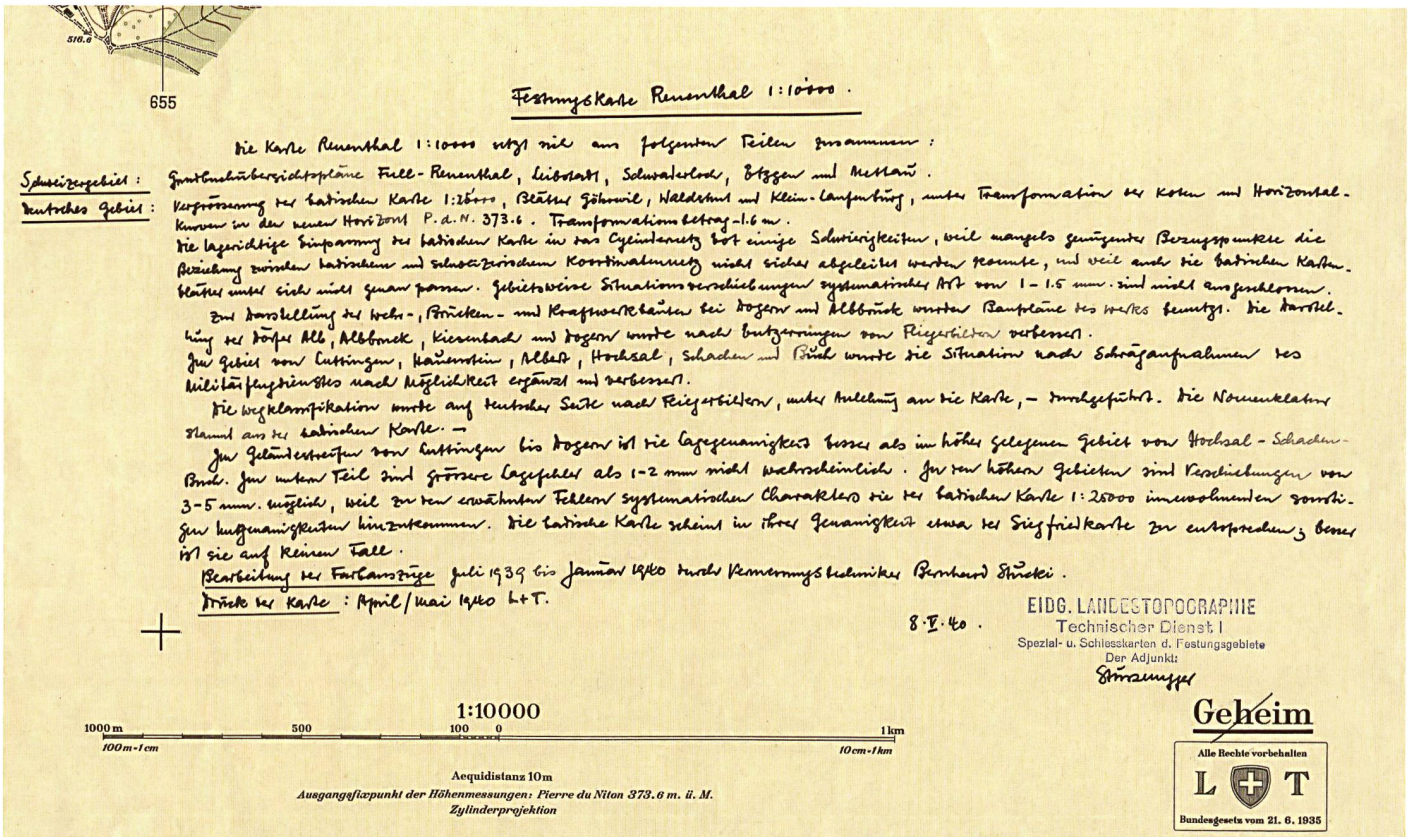 516.6
655
Festungskarte Reuenthal 1:10000.
Die Karte Reuenthal 1:10000 setzt sich aus folgenden Teilen zusammen:
Schweizergebiet: Grundbuchübersichtspläne Full-Reuenthal, Leibstadt, Schwaderloch, Etzgen und Mettau.
Deutsches Gebiet: Vergrösserung der badischen Karte 1:25000, Blätter Göhrwil, Waldshut und Klein-Laufenburg, unter Transformation der Koten und Horizontal-
kurven in den neuen Horizont P.d.N. 373.6. Transformationsbetrag -1.6 m.
Die lagerichtige Einpassung der badischen Karte in das Cylindernetz bot einige Schwierigkeiten, weil mangels genügender Bezugspunkte die
Beziehung zwischen badischem und schweizerischem Koordinatennetz nicht sicher abgeleitet werden konnte, und weil auch die badischen Karten-
blätter unter sich nicht genau passen. Gebietsweise Situationsverschiebungen systematischer Art von 1-1.5 mm. sind nicht ausgeschlossen.
Zur Darstellung der Wehr-, Brücken- und Kraftwerkbauten bei Dogern und Albbruck wurden Baupläne des Werks benutzt. Die Darstel-
lung der Dörfer Alb, Albbruck, Kiesenbach und Dogern wurde nach Entzerrungen von Fliegerbildern verbessert.
Im Gebiet von Luttingen, Hauenstein, Albert, Hochsal, Schachen und Buch wurde die Situation nach Schrägaufnahmen des
Militärflugdienstes nach Möglichkeit ergänzt und verbessert.
Die Wegklassifikation wurde auf deutscher Seite nach Fliegerbildern, unter Anlehnung an die Karte, – durchgeführt. Die Nomenklatur
stammt aus der badischen Karte. –
Im Geländestreifen von Luttingen bis Dogern ist die Lagegenauigkeit besser als im höher gelegenen Gebiet von Hochsal-Schachen-
Buch. Im untern Teil sind grössere Lagefehler als 1-2 mm nicht wahrscheinlich. In den höhern Gebieten sind Verschiebungen von
3-5 mm. möglich, weil zu den erwähnten Fehlern systematischen Charakters die der badischen Karte 1:25000 innewohnenden sonsti-
gen Ungenauigkeiten hinzukommen. Die badische Karte scheint in ihrer Genauigkeit etwa der Siegfriedkarte zu entsprechen; besser
ist sie auf keinen Fall.
Bearbeitung der Farbauszüge Juli 1939 bis Januar 1940 durch Vermessungstechniker Bernhard Stucki.
Druck der Karte: April/Mai 1940 L+T.
8.V.40.
EIDG. LANDESTOPOGRAPHIE
Technischer Dienst I
Spezial- u. Schiesskarten d. Festungsgebiete
Der Adjunkt:
Sturzenegger
1:10000
1000 m 500 100 0 1 km
100 m=1 cm 10 cm=1 km
Aequidistanz 10 m
Ausgangsfixpunkt der Höhenmessungen: Pierre du Niton 373.6 m. ü. M.
Zylinderprojektion
Geheim
Alle Rechte vorbehalten
L T
Bundesgesetz vom 21. 6. 1935